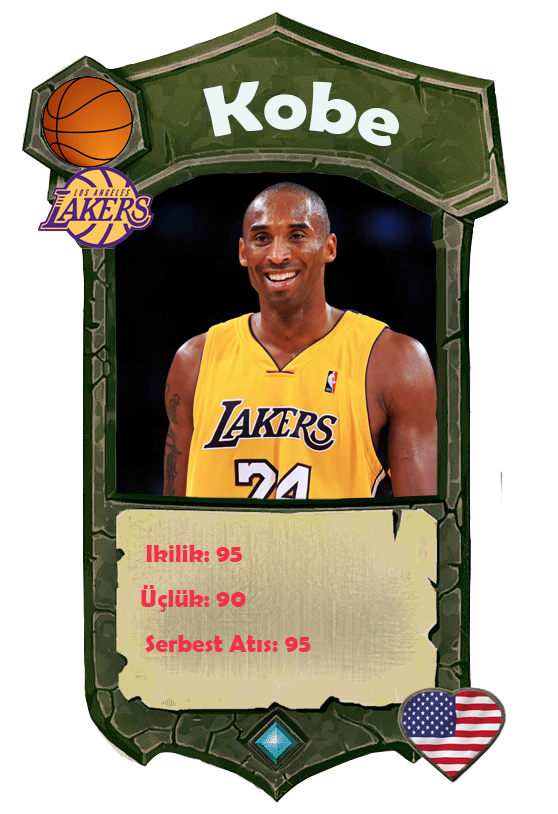 Kobe
LOS ANGELES
LAKERS
LAKERS
24
Ikilik: 95
Üçlük: 90
Serbest Atıs: 95